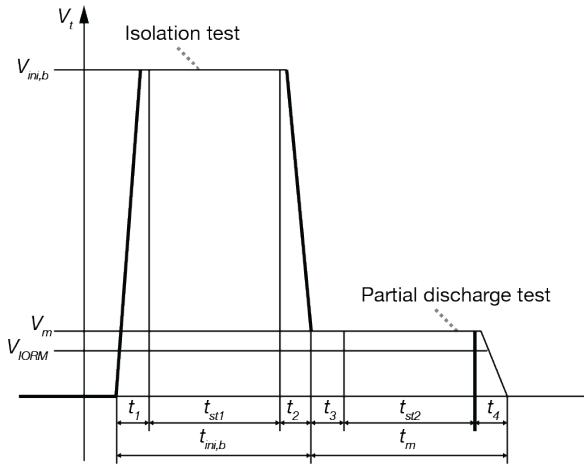 V_t
Isolation test
V_ini,b
Partial discharge test
V_m
V_IORM
t_1 t_st1 t_2 t_3 t_st2 t_4
t_ini,b t_m